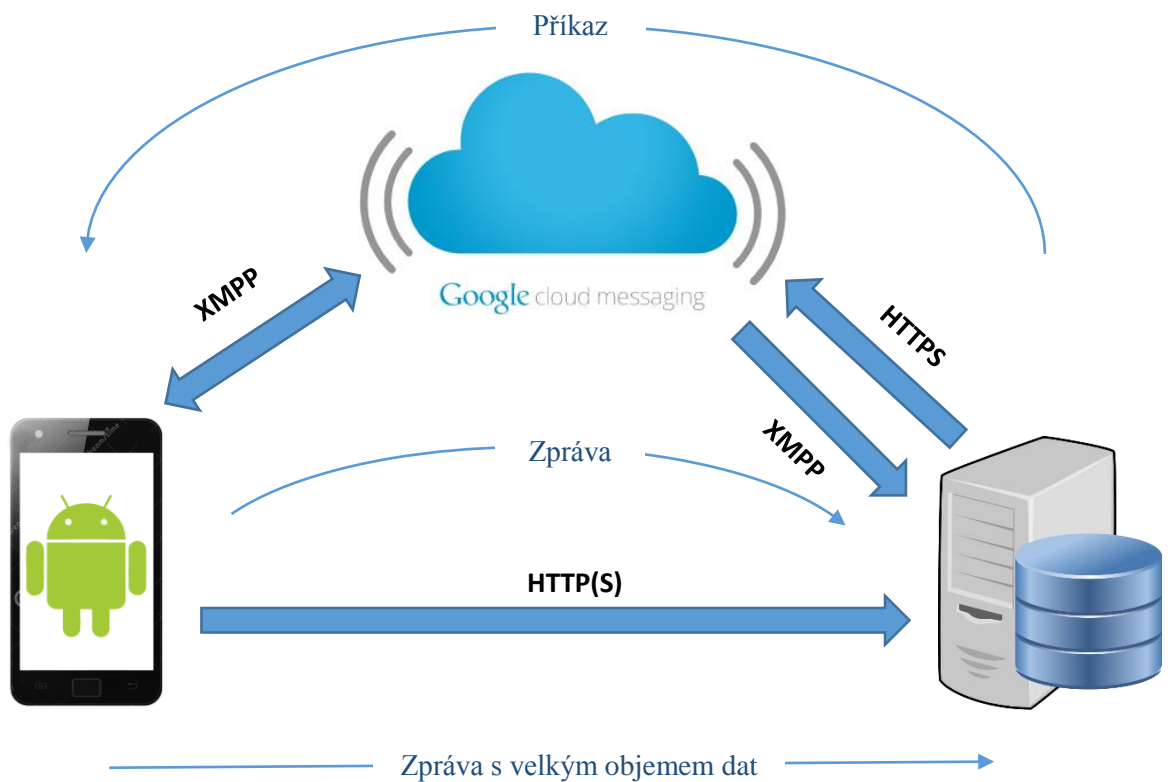 Příkaz
XMPP
Google cloud messaging
HTTPS
XMPP
Zpráva
HTTP(S)
Zpráva s velkým objemem dat